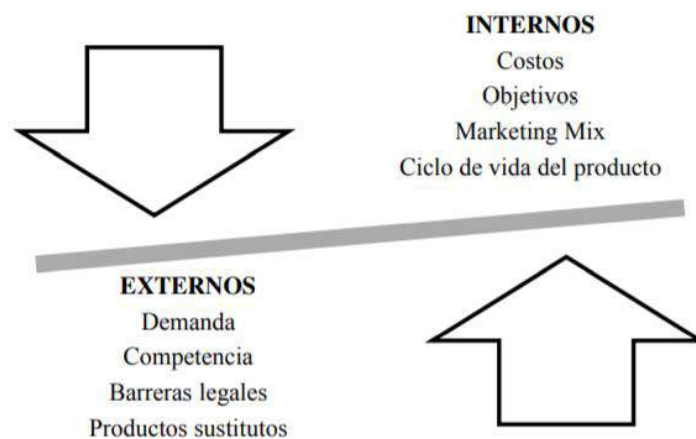 INTERNOS
Costos
Objetivos
Marketing Mix
Ciclo de vida del producto
EXTERNOS
Demanda
Competencia
Barreras legales
Productos sustitutos